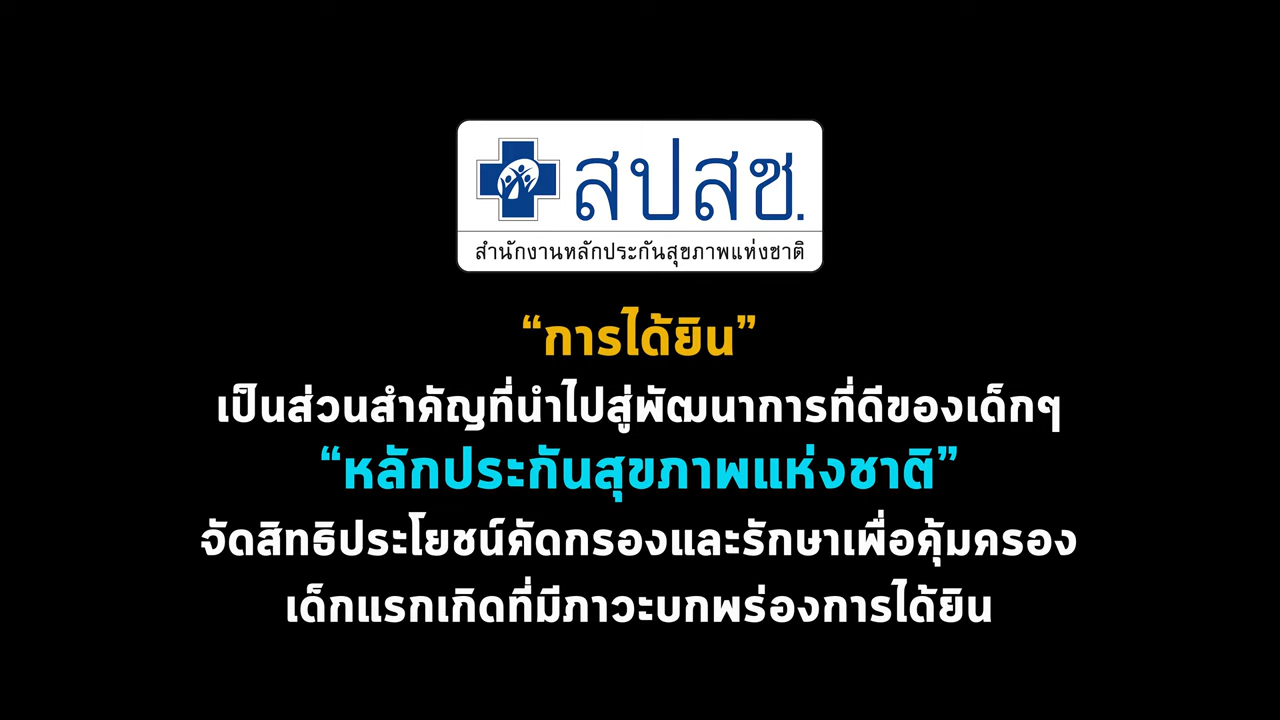 สปสช.
สำนักงานหลักประกันสุขภาพแห่งชาติ
“การได้ยิน”
เป็นส่วนสำคัญที่นำไปสู่พัฒนาการที่ดีของเด็กๆ
“หลักประกันสุขภาพแห่งชาติ”
จัดสิทธิประโยชน์คัดกรองและรักษาเพื่อคุ้มครอง
เด็กแรกเกิดที่มีภาวะบกพร่องการได้ยิน